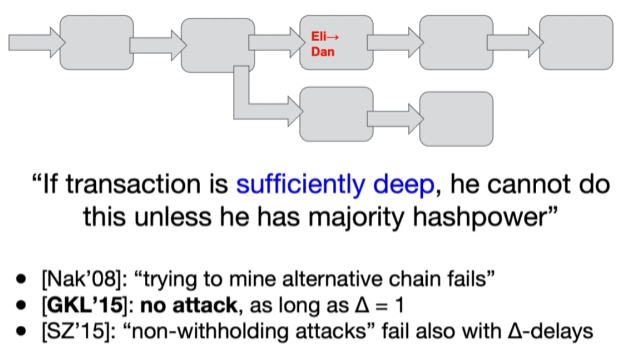 Eli→
Dan
“If transaction is sufficiently deep, he cannot do
this unless he has majority hashpower”
• [Nak’08]: “trying to mine alternative chain fails”
• [GKL’15]: no attack, as long as Δ = 1
• [SZ’15]: “non-withholding attacks” fail also with Δ-delays